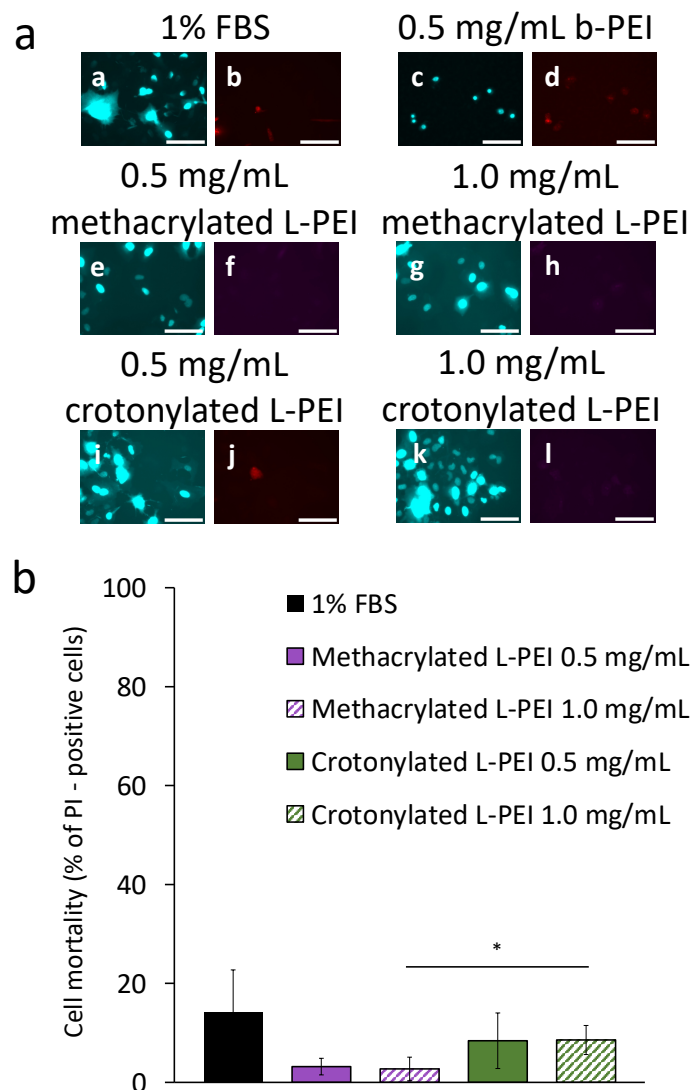 a
1% FBS
0.5 mg/mL b-PEI
a
b
c
d
0.5 mg/mL
methacrylated L-PEI
1.0 mg/mL
methacrylated L-PEI
e
f
g
h
0.5 mg/mL
crotonylated L-PEI
1.0 mg/mL
crotonylated L-PEI
i
j
k
l
b
Cell mortality (% of PI - positive cells)
100
80
60
40
20
0
1% FBS
Methacrylated L-PEI 0.5 mg/mL
Methacrylated L-PEI 1.0 mg/mL
Crotonylated L-PEI 0.5 mg/mL
Crotonylated L-PEI 1.0 mg/mL
*